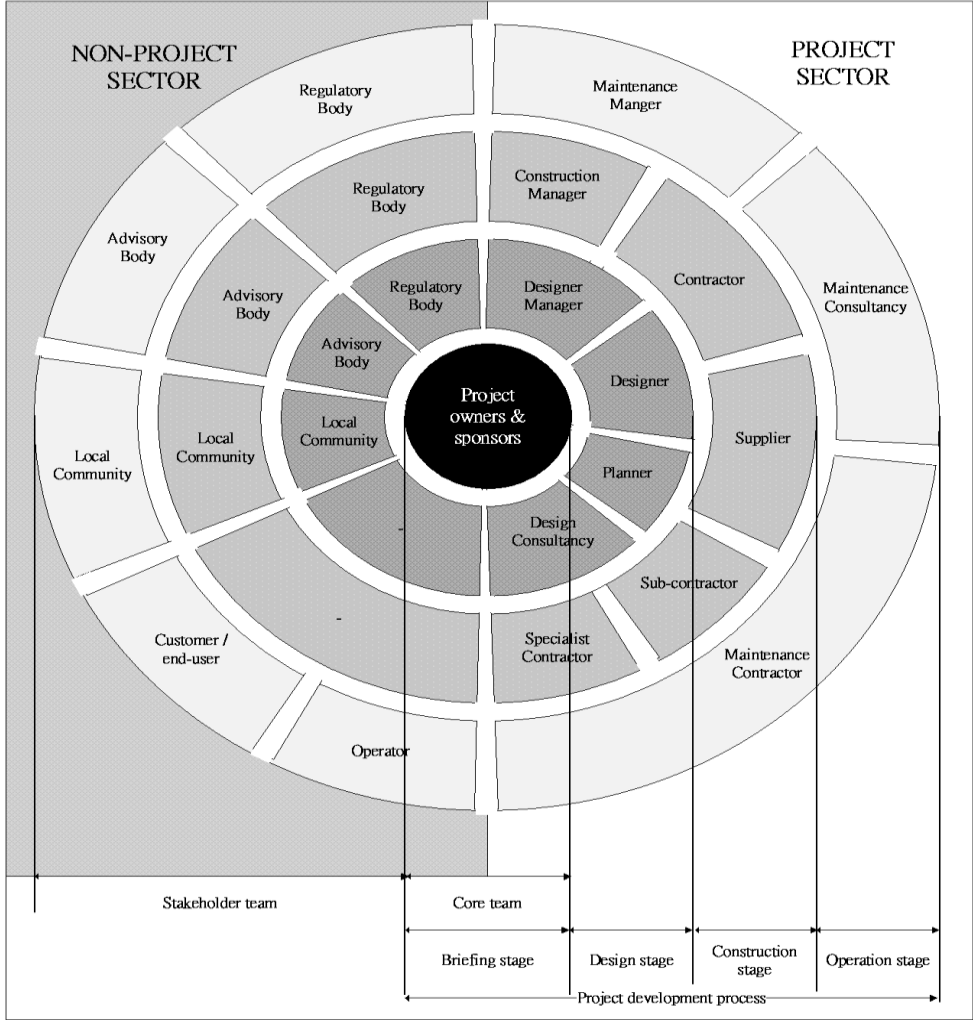 NON-PROJECT
SECTOR
PROJECT
SECTOR
Regulatory
Body
Maintenance
Manger
Regulatory
Body
Construction
Manager
Advisory
Body
Advisory
Body
Regulatory
Body
Designer
Manager
Contractor
Maintenance
Consultancy
Advisory
Body
Designer
Project
owners &
sponsors
Local
Community
Local
Community
Local
Community
Supplier
Planner
Design
Consultancy
-
Sub-contractor
-
Specialist
Contractor
Customer /
end-user
Maintenance
Contractor
Operator
Stakeholder team
Core team
Briefing stage
Design stage
Construction
stage
Operation stage
Project development process